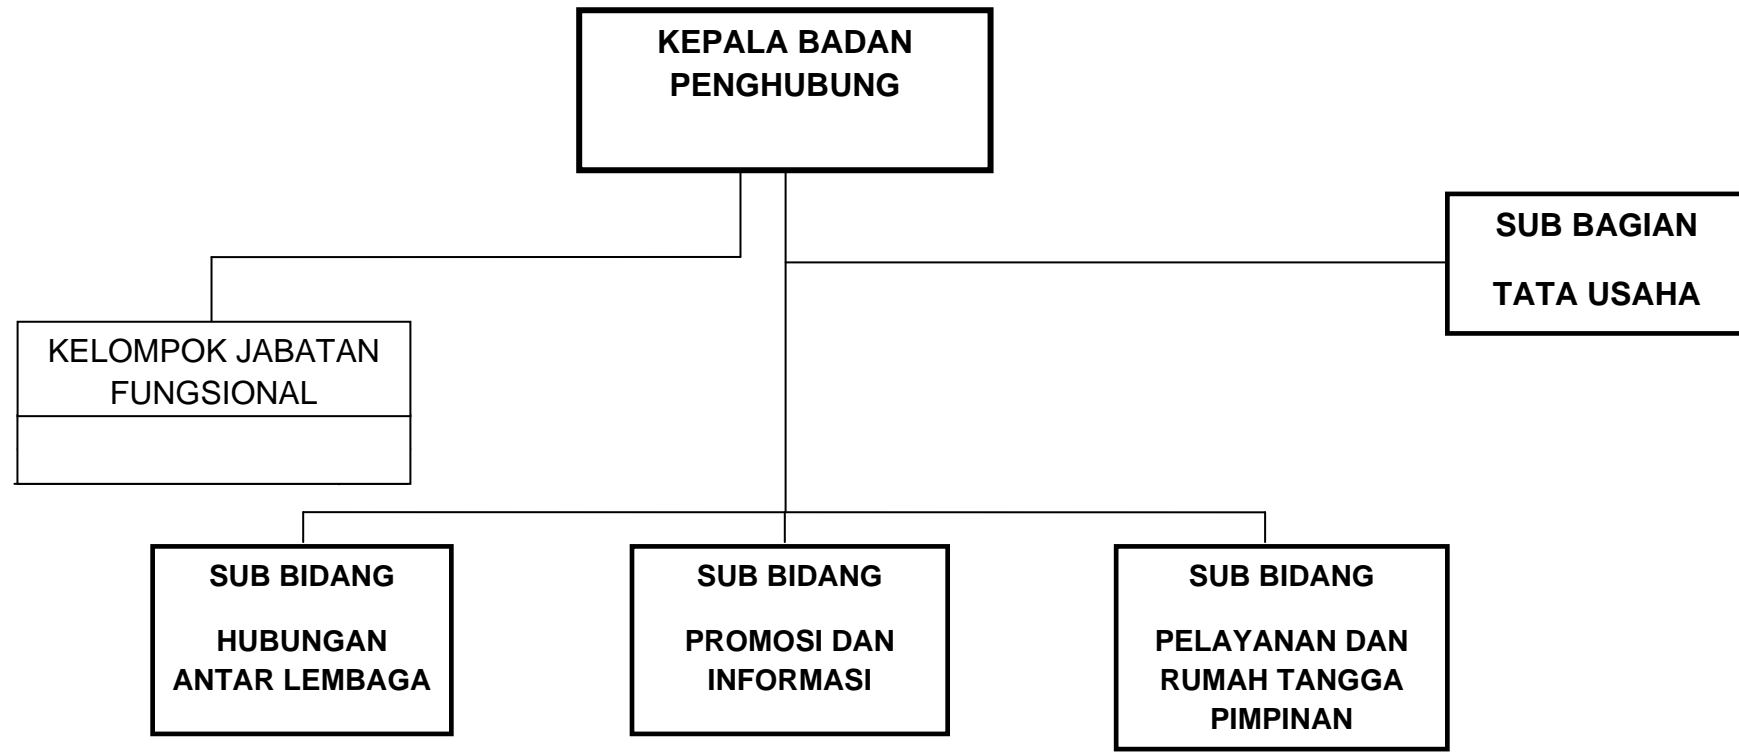 KEPALA BADAN
PENGHUBUNG
SUB BAGIAN
TATA USAHA
KELOMPOK JABATAN
FUNGSIONAL
SUB BIDANG
HUBUNGAN
ANTAR LEMBAGA
SUB BIDANG
PROMOSI DAN
INFORMASI
SUB BIDANG
PELAYANAN DAN
RUMAH TANGGA
PIMPINAN